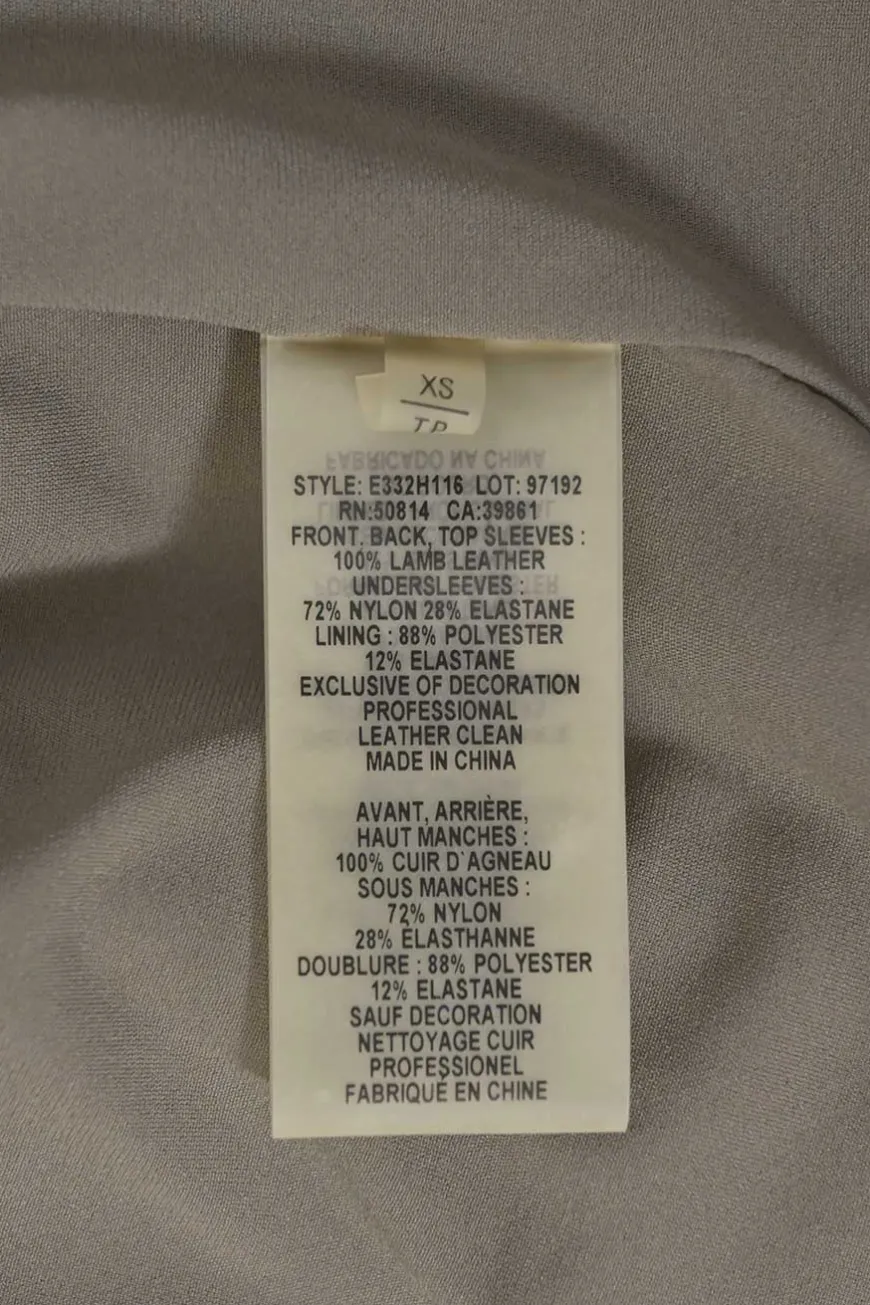 XS
STYLE: E332H116 LOT: 97192
RN:50814 CA:39861
FRONT. BACK, TOP SLEEVES :
100% LAMB LEATHER
UNDERSLEEVES :
72% NYLON 28% ELASTANE
LINING : 88% POLYESTER
12% ELASTANE
EXCLUSIVE OF DECORATION
PROFESSIONAL
LEATHER CLEAN
MADE IN CHINA
AVANT, ARRIÈRE,
HAUT MANCHES :
100% CUIR D`AGNEAU
SOUS MANCHES :
72% NYLON
28% ÉLASTHANNE
DOUBLURE : 88% POLYESTER
12% ELASTANE
SAUF DECORATION
NETTOYAGE CUIR
PROFESSIONEL
FABRIQUÉ EN CHINE